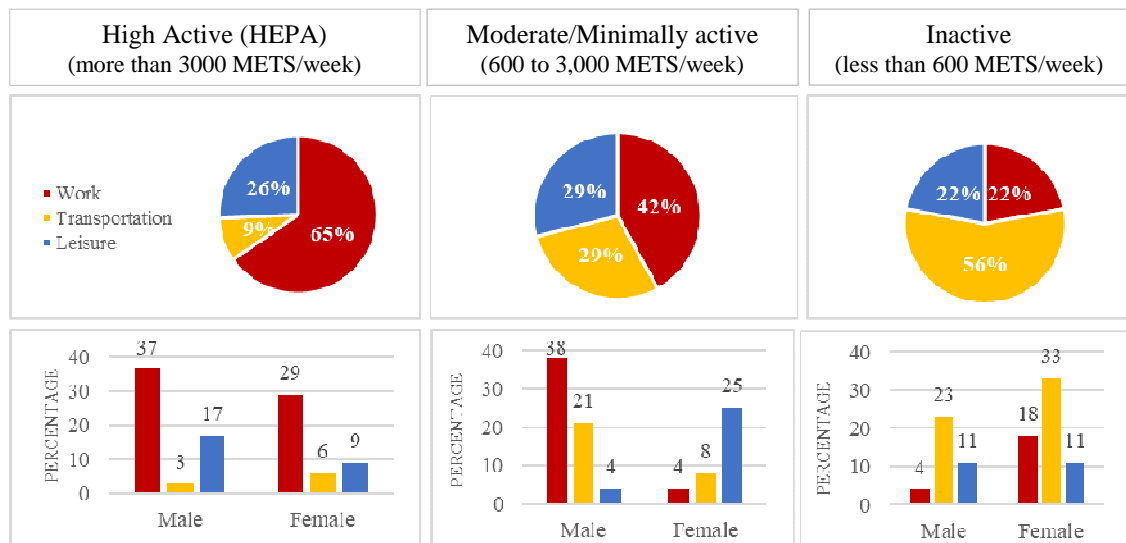 High Active (HEPA)
(more than 3000 METS/week)
Moderate/Minimally active
(600 to 3,000 METS/week)
Inactive
(less than 600 METS/week)
Work
Transportation
Leisure
26%
9%
65%
29%
42%
29%
22%
22%
56%
PERCENTAGE
40
30
20
10
0
37
3
17
29
6
9
Male
Female
PERCENTAGE
40
30
20
10
0
38
21
4
4
8
25
Male
Female
PERCENTAGE
40
30
20
10
0
4
23
11
18
33
11
Male
Female